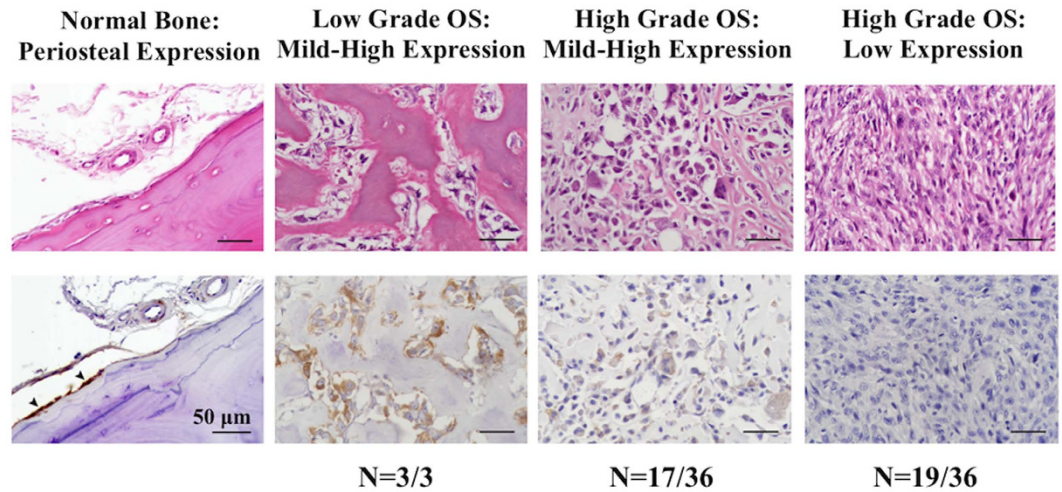 Normal Bone:
Periosteal Expression
Low Grade OS:
Mild-High Expression
High Grade OS:
Mild-High Expression
High Grade OS:
Low Expression
50 μm
N=3/3
N=17/36
N=19/36